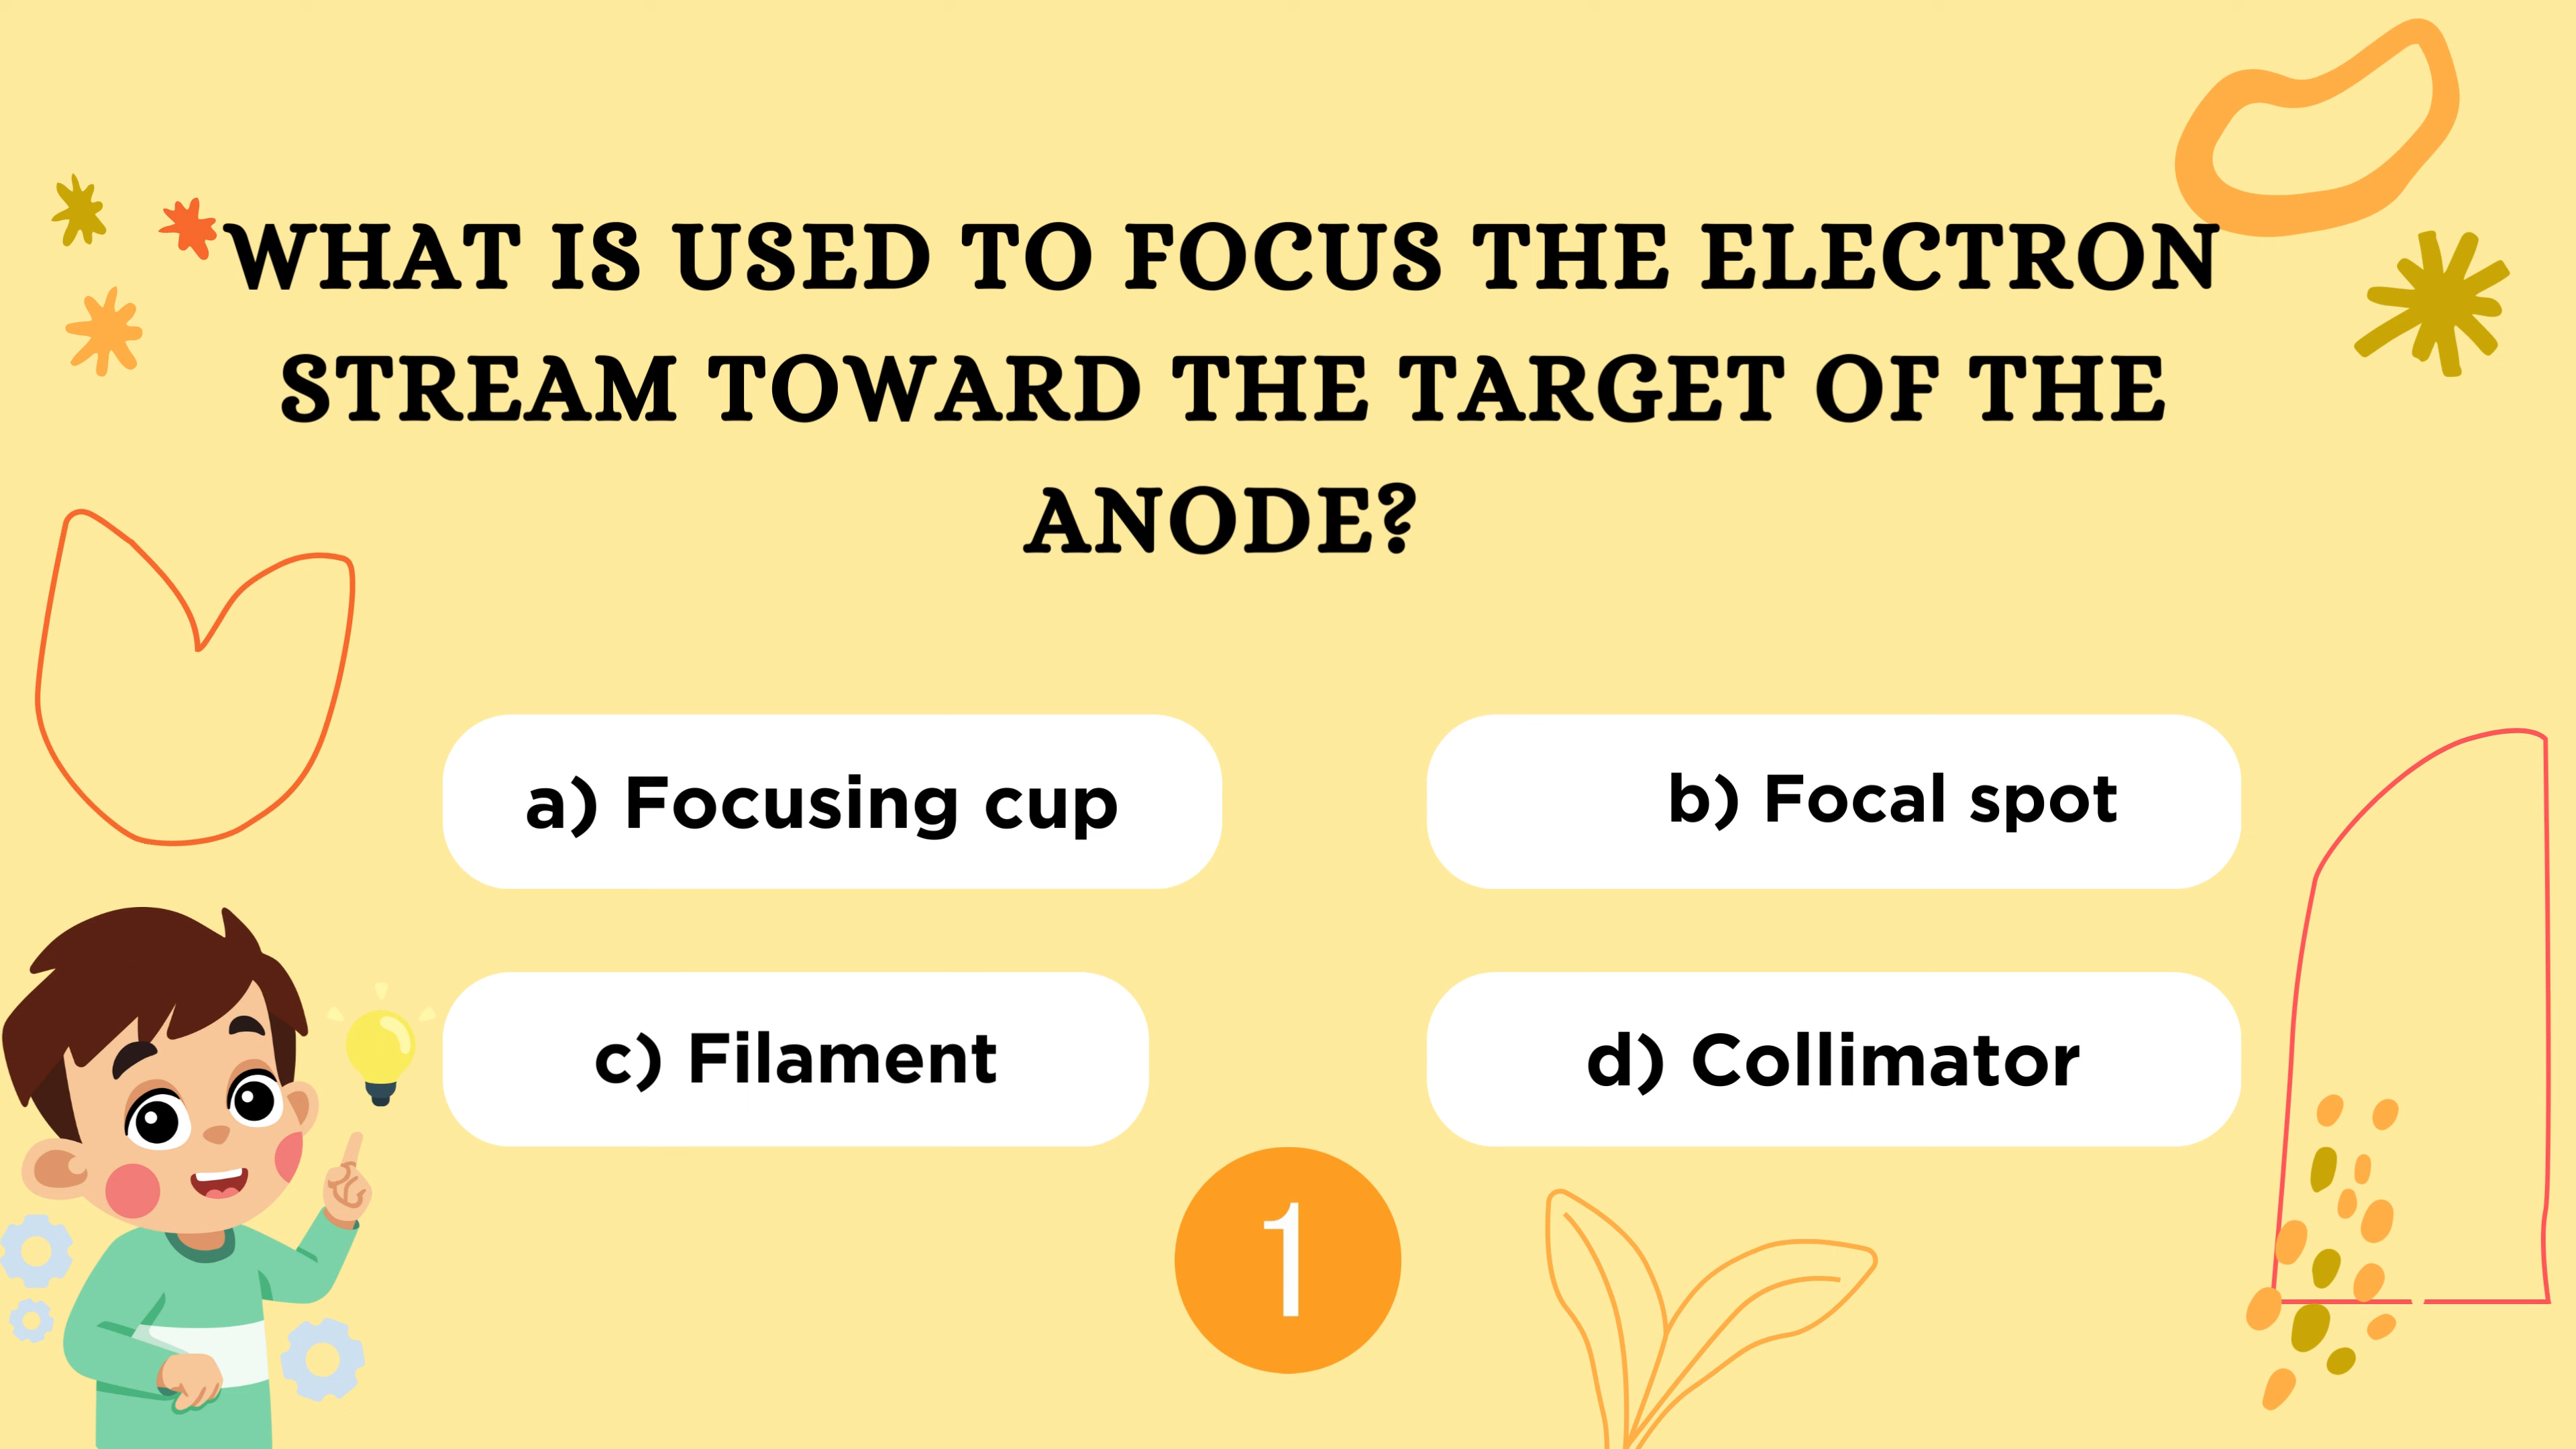 WHAT IS USED TO FOCUS THE ELECTRON
STREAM TOWARD THE TARGET OF THE
ANODE?
a) Focusing cup
b) Focal spot
c) Filament
d) Collimator
1